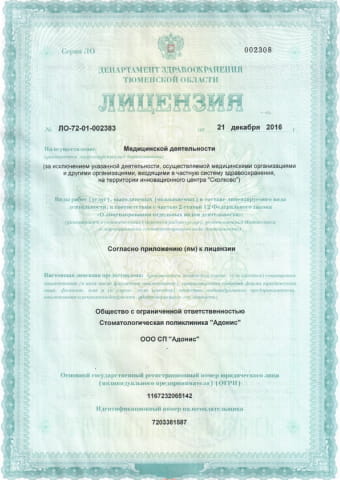 Серия ЛО
002308
ДЕПАРТАМЕНТ ЗДРАВООХРАНЕНИЯ
ТЮМЕНСКОЙ ОБЛАСТИ
ЛИЦЕНЗИЯ
№ ЛО-72-01-002383 от 21 декабря 2016 г.
На осуществление Медицинской деятельности
(за исключением указанной деятельности, осуществляемой медицинскими организациями
и другими организациями, входящими в частную систему здравоохранения,
на территории инновационного центра "Сколково")
Виды работ (услуг), выполняемых (оказываемых) в составе лицензируемого вида
деятельности, в соответствии с частью 2 статьи 12 Федерального закона
«О лицензировании отдельных видов деятельности»:
Согласно приложению (ям) к лицензии
Настоящая лицензия предоставлена
Общество с ограниченной ответственностью
Стоматологическая поликлиника "Адонис"
ООО СП "Адонис"
Основной государственный регистрационный номер юридического лица
(индивидуального предпринимателя) (ОГРН)
1167232065142
Идентификационный номер налогоплательщика
7203381587